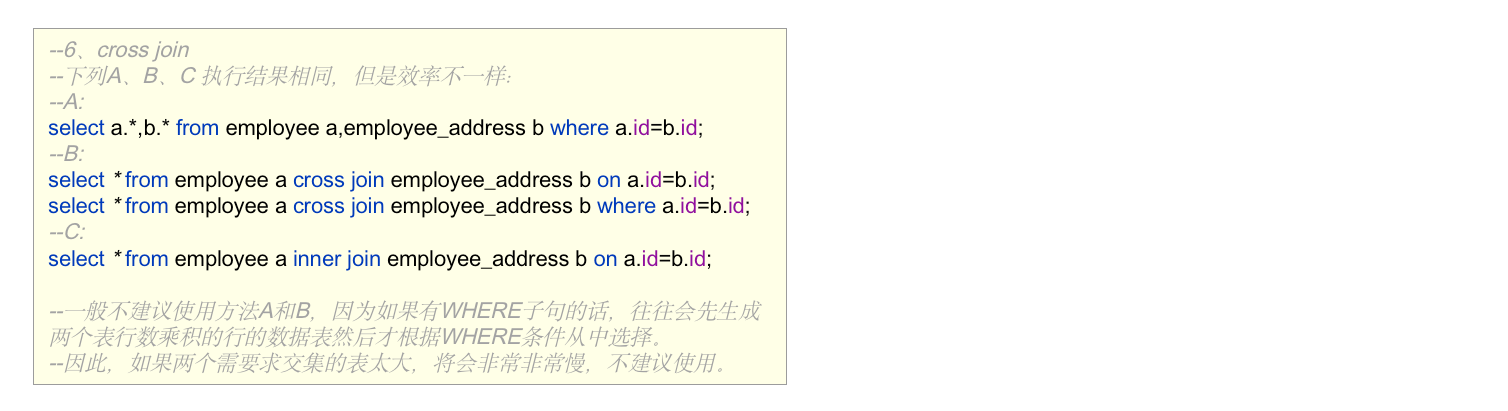 --6、cross join
--下列A、B、C 执行结果相同，但是效率不一样：
--A:
select a.*,b.* from employee a,employee_address b where a.id=b.id;
--B:
select * from employee a cross join employee_address b on a.id=b.id;
select * from employee a cross join employee_address b where a.id=b.id;
--C:
select * from employee a inner join employee_address b on a.id=b.id;
--一般不建议使用方法A和B，因为如果有WHERE子句的话，往往会先生成
两个表行数乘积的行的数据表然后才根据WHERE条件从中选择。
--因此，如果两个需要求交集的表太大，将会非常非常慢，不建议使用。